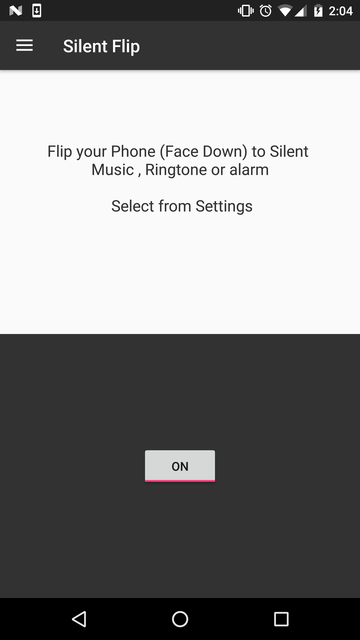 2:04
Silent Flip
Flip your Phone (Face Down) to Silent
Music , Ringtone or alarm
Select from Settings
ON